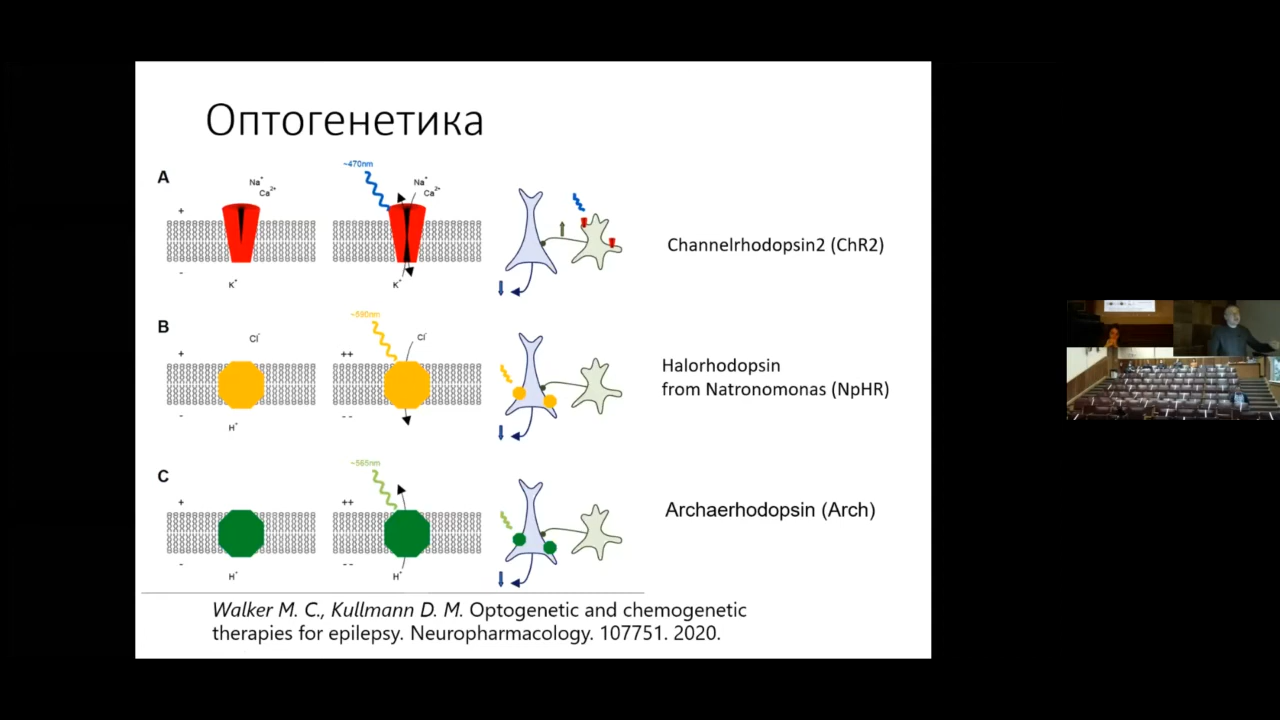 Оптогенетика
A
Na⁺
Ca²⁺
+
-
K⁺
~470nm
Na⁺
Ca²⁺
K⁺
Channelrhodopsin2 (ChR2)
B
Cl⁻
+
-
H⁺
~590nm
Cl⁻
++
--
Halorhodopsin
from Natronomonas (NpHR)
C
+
-
H⁺
~565nm
++
--
H⁺
Archaerhodopsin (Arch)
Walker M. C., Kullmann D. M. Optogenetic and chemogenetic
therapies for epilepsy. Neuropharmacology. 107751. 2020.